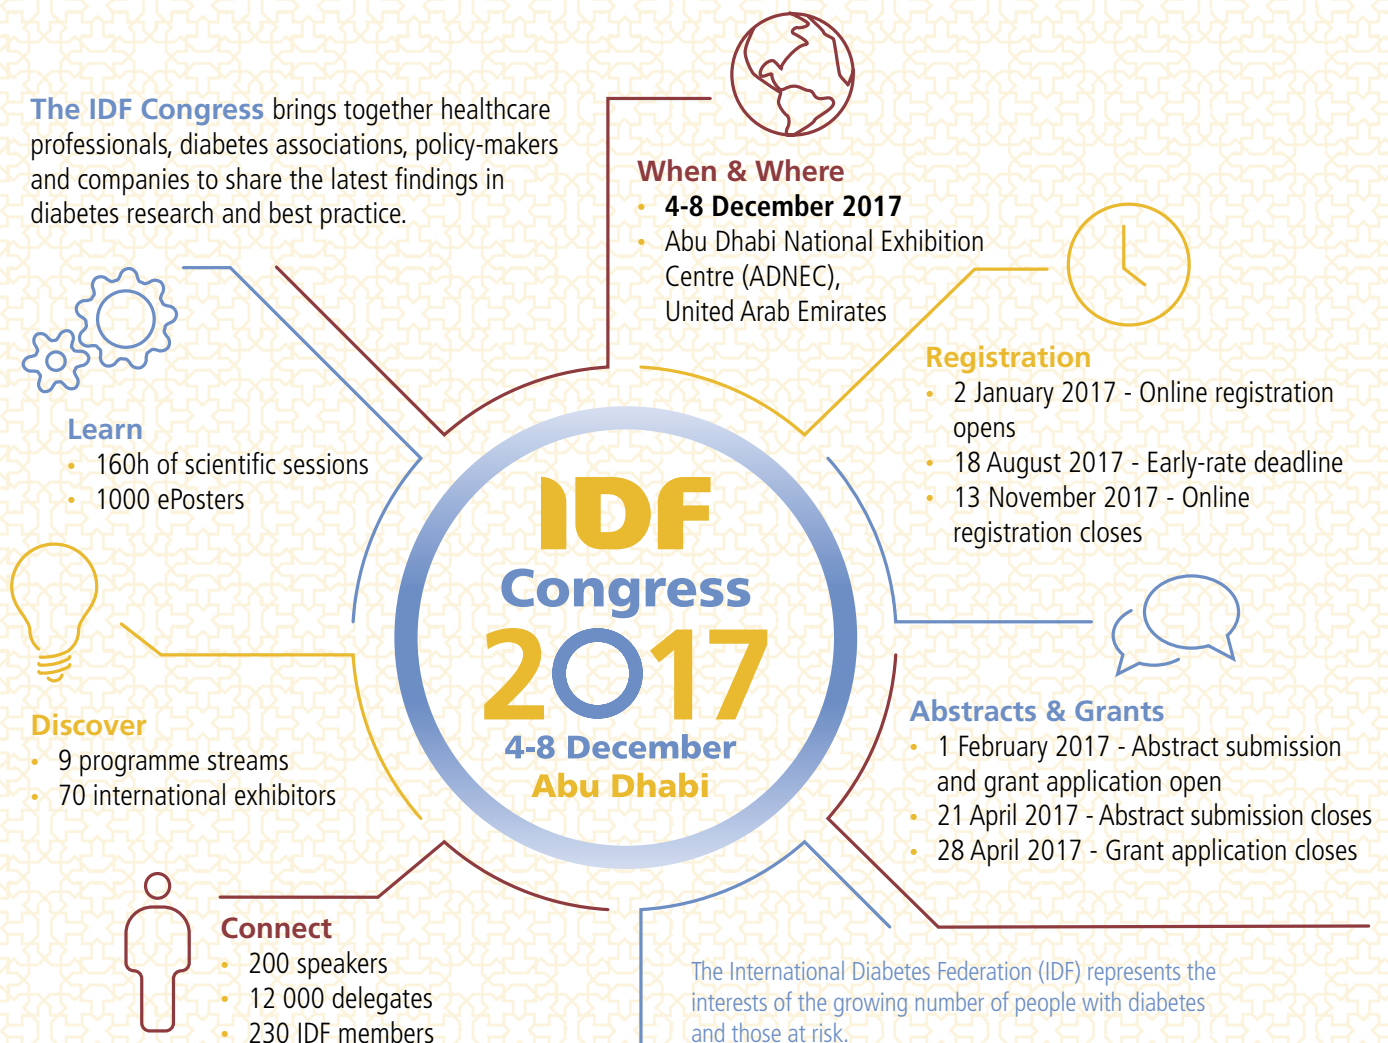 The IDF Congress brings together healthcare
professionals, diabetes associations, policy-makers
and companies to share the latest findings in
diabetes research and best practice.
When & Where
• 4-8 December 2017
• Abu Dhabi National Exhibition
Centre (ADNEC),
United Arab Emirates
Registration
• 2 January 2017 - Online registration
opens
• 18 August 2017 - Early-rate deadline
• 13 November 2017 - Online
registration closes
Learn
• 160h of scientific sessions
• 1000 ePosters
IDF
Congress
2017
4-8 December
Abu Dhabi
Discover
• 9 programme streams
• 70 international exhibitors
Abstracts & Grants
• 1 February 2017 - Abstract submission
and grant application open
• 21 April 2017 - Abstract submission closes
• 28 April 2017 - Grant application closes
Connect
• 200 speakers
• 12 000 delegates
• 230 IDF members
The International Diabetes Federation (IDF) represents the
interests of the growing number of people with diabetes
and those at risk.